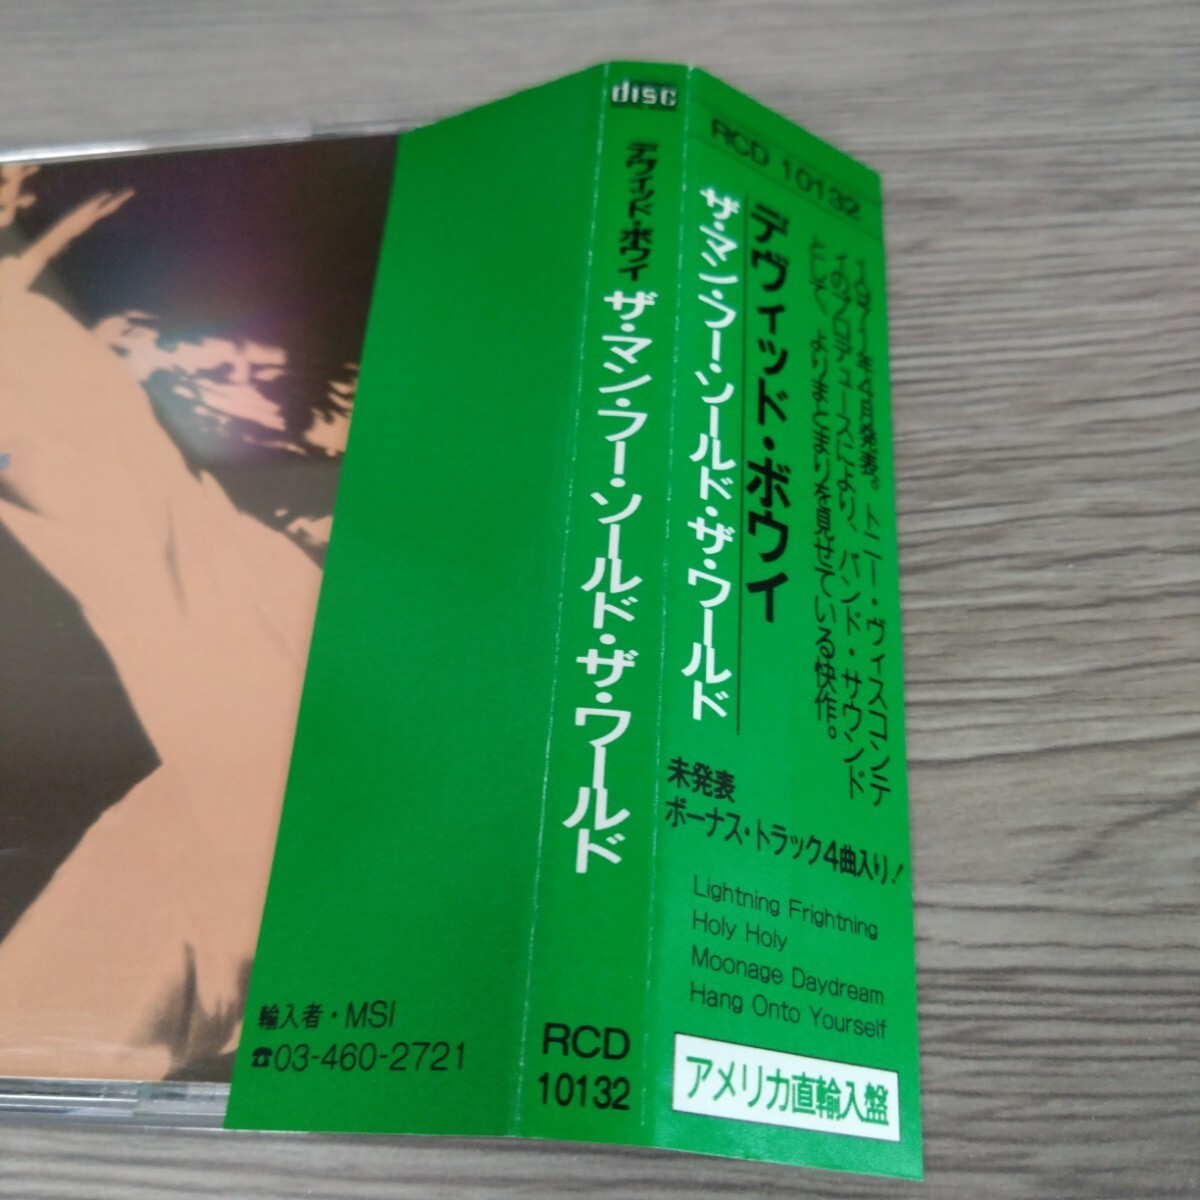 RCD 10132
1971年4月発表。トニー・ヴィスコンテ
ィのプロデュースにより、バンド・サウンド
としてよりまとまりを見せている快作。
デヴィッド・ボウイ
ザ・マン・フー・ソールド・ザ・ワールド
未発表
ボーナス・トラック4曲入り!
Lightning Frightning
Holy Holy
Moonage Daydream
Hang Onto Yourself
アメリカ直輸入盤
disc
デヴィッド・ボウイ ザ・マン・フー・ソールド・ザ・ワールド
RCD
10132
輸入者・MSI
☎03-460-2721